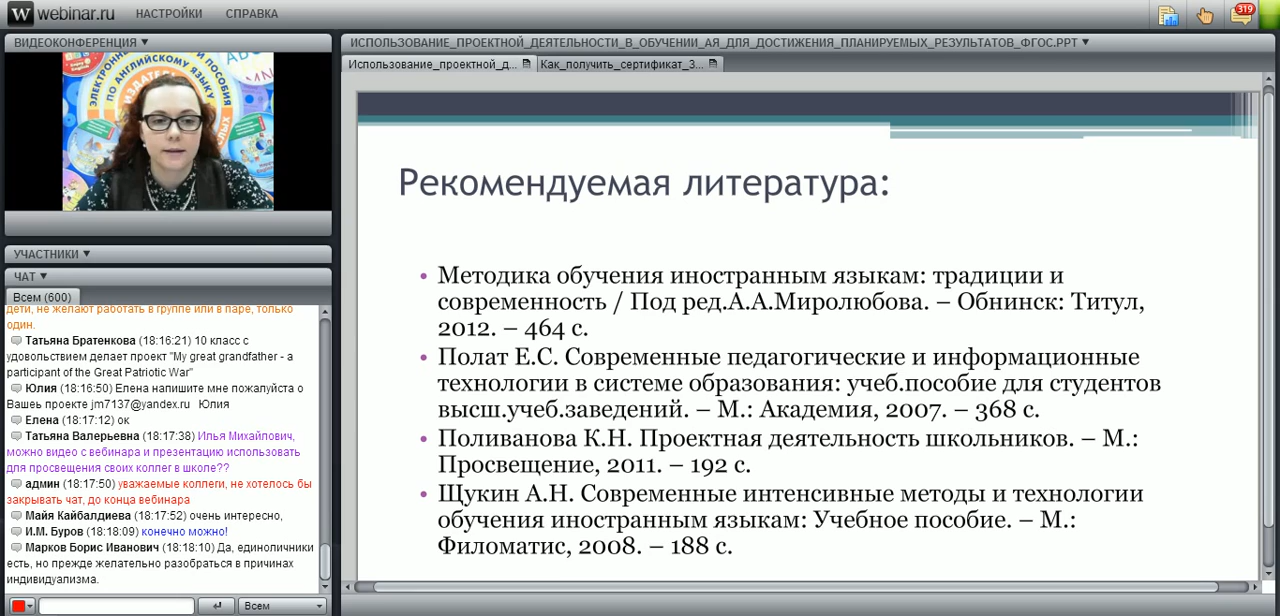 W webinar.ru НАСТРОЙКИ СПРАВКА
319
ВИДЕОКОНФЕРЕНЦИЯ
ЭЛЕКТРОННЫЕ
ПОСОБИЯ
ПО АНГЛИЙСКОМУ ЯЗЫКУ
УЧАСТНИКИ
ЧАТ
Всем (600)
дети, не желают работать в группе или в паре, только
один.
Татьяна Братенкова (18:16:21) 10 класс с
удовольствием делает проект "My great grandfather - a
participant of the Great Patriotic War"
Юлия (18:16:50) Елена напишите мне пожалуйста о
Вашеь проекте jm7137@yandex.ru Юлия
Елена (18:17:12) ок
Татьяна Валерьевна (18:17:38) Илья Михайлович,
можно видео с вебинара и презентацию использовать
для просвещения своих коллег в школе??
админ (18:17:50) уважаемые коллеги, не хотелось бы
закрывать чат, до конца вебинара
Майя Кайбалдиева (18:17:52) очень интересно,
И.М. Буров (18:18:09) конечно можно!
Марков Борис Иванович (18:18:10) Да, единоличники
есть, но прежде желательно разобраться в причинах
индивидуализма.
Всем
ИСПОЛЬЗОВАНИЕ_ПРОЕКТНОЙ_ДЕЯТЕЛЬНОСТИ_В_ОБУЧЕНИИ_АЯ_ДЛЯ_ДОСТИЖЕНИЯ_ПЛАНИРУЕМЫХ_РЕЗУЛЬТАТОВ_ФГОС.PPT
Использование_проектной_д... Как_получить_сертификат_3...
Рекомендуемая литература:
• Методика обучения иностранным языкам: традиции и
современность / Под ред.А.А.Миролюбова. – Обнинск: Титул,
2012. – 464 с.
• Полат Е.С. Современные педагогические и информационные
технологии в системе образования: учеб.пособие для студентов
высш.учеб.заведений. – М.: Академия, 2007. – 368 с.
• Поливанова К.Н. Проектная деятельность школьников. – М.:
Просвещение, 2011. – 192 с.
• Щукин А.Н. Современные интенсивные методы и технологии
обучения иностранным языкам: Учебное пособие. – М.:
Филоматис, 2008. – 188 с.